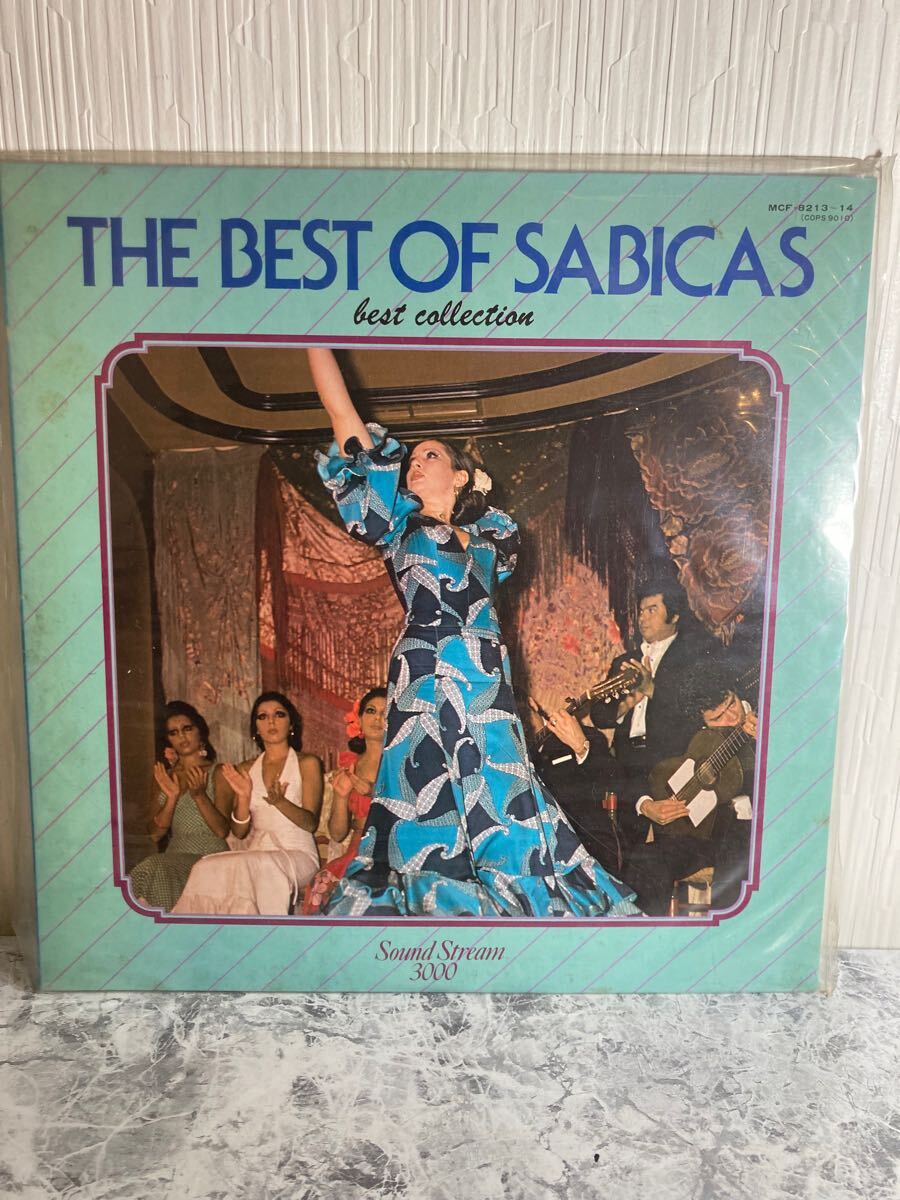 MCF-8213~14
(COPS 9010)
THE BEST OF SABICAS
best collection
Sound Stream
3000